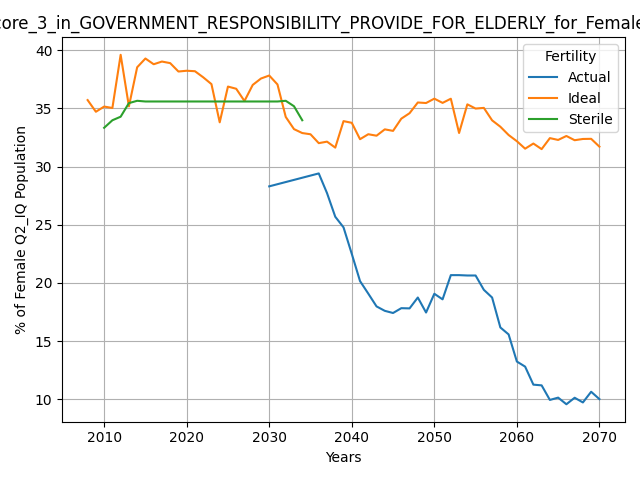 core_3_in_GOVERNMENT_RESPONSIBILITY_PROVIDE_FOR_ELDERLY_for_Female
Fertility
Actual
Ideal
Sterile
% of Female Q2_IQ Population
40
35
30
25
20
15
10
2010 2020 2030 2040 2050 2060 2070
Years